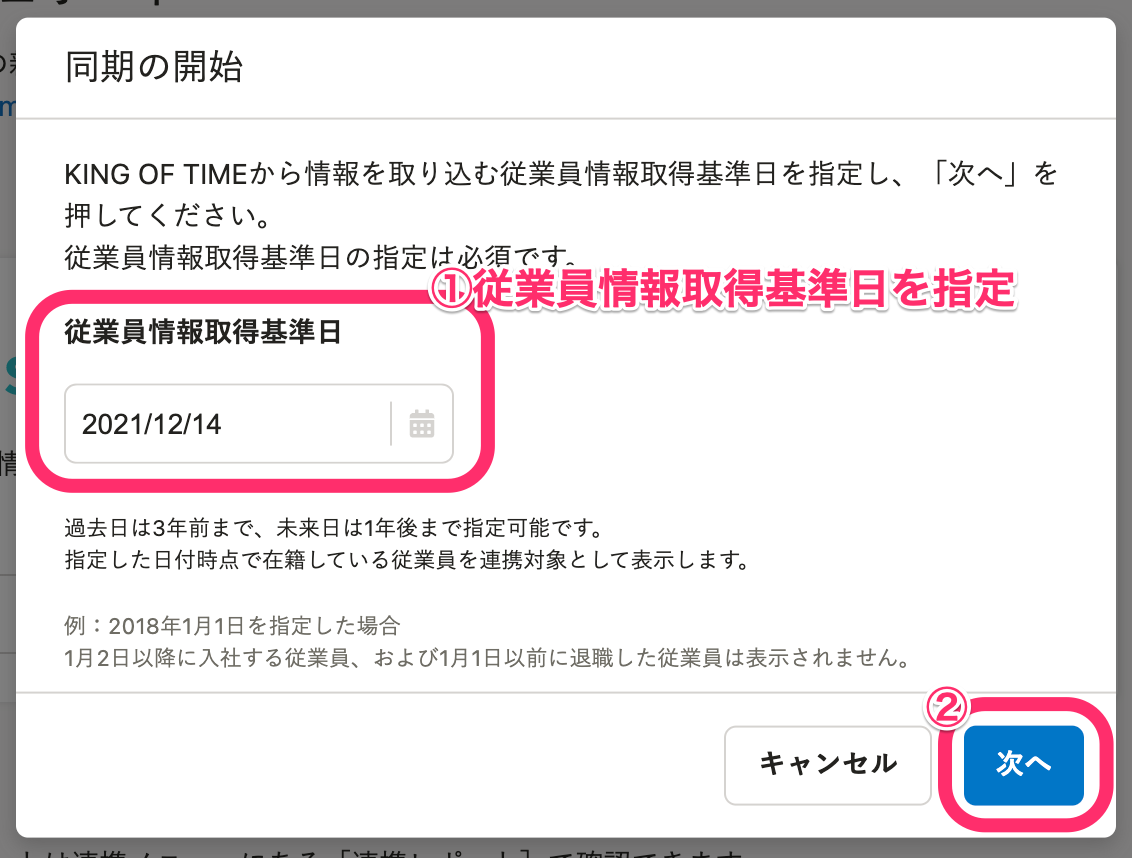 同期の開始
KING OF TIMEから情報を取り込む従業員情報取得基準日を指定し、「次へ」を
押してください。
従業員情報取得基準日の指定は必須です。
①従業員情報取得基準日を指定
従業員情報取得基準日
2021/12/14
過去日は3年前まで、未来日は1年後まで指定可能です。
指定した日付時点で在籍している従業員を連携対象として表示します。
例：2018年1月1日を指定した場合
1月2日以降に入社する従業員、および1月1日以前に退職した従業員は表示されません。
②
キャンセル
次へ